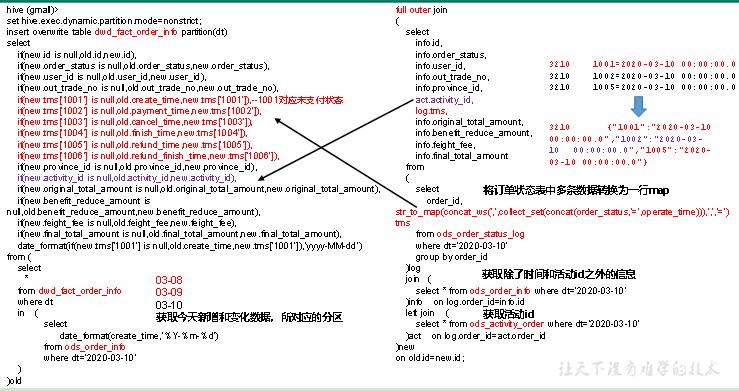 hive (gmall)>
set hive.exec.dynamic.partition.mode=nonstrict;
insert overwrite table dwd_fact_order_info partition(dt)
select
if(new.id is null,old.id,new.id),
if(new.order_status is null,old.order_status,new.order_status),
if(new.user_id is null,old.user_id,new.user_id),
if(new.out_trade_no is null,old.out_trade_no,new.out_trade_no),
if(new.tms['1001'] is null,old.create_time,new.tms['1001']),--1001对应未支付状态
if(new.tms['1002'] is null,old.payment_time,new.tms['1002']),
if(new.tms['1003'] is null,old.cancel_time,new.tms['1003']),
if(new.tms['1004'] is null,old.finish_time,new.tms['1004']),
if(new.tms['1005'] is null,old.refund_time,new.tms['1005']),
if(new.tms['1006'] is null,old.refund_finish_time,new.tms['1006']),
if(new.province_id is null,old.province_id,new.province_id),
if(new.activity_id is null,old.activity_id,new.activity_id),
if(new.original_total_amount is null,old.original_total_amount,new.original_total_amount),
if(new.benefit_reduce_amount is
null,old.benefit_reduce_amount,new.benefit_reduce_amount),
if(new.feight_fee is null,old.feight_fee,new.feight_fee),
if(new.final_total_amount is null,old.final_total_amount,new.final_total_amount),
date_format(if(new.tms['1001'] is null,old.create_time,new.tms['1001']),'yyyy-MM-dd')
from (
select
*
from dwd_fact_order_info
where dt
in (
select
date_format(create_time,'%Y-%m-%d')
from ods_order_info
where dt='2020-03-10'
)
)old
03-08
03-09
03-10
获取今天新增和变化数据，所对应的分区
full outer join
(
select
info.id,
info.order_status,
info.user_id,
info.out_trade_no,
info.province_id,
act.activity_id,
log.tms,
info.original_total_amount,
info.benefit_reduce_amount,
info.feight_fee,
info.final_total_amount
from
(
select
order_id,
str_to_map(concat_ws(',',collect_set(concat(order_status,'=',operate_time))),',','=')
tms
from ods_order_status_log
where dt='2020-03-10'
group by order_id
)log
join (
select * from ods_order_info where dt='2020-03-10'
)info on log.order_id=info.id
left join (
select * from ods_activity_order where dt='2020-03-10'
)act on log.order_id=act.order_id
)new
on old.id=new.id;
3210 1001=2020-03-10 00:00:00.0
3210 1002=2020-03-10 00:00:00.0
3210 1005=2020-03-10 00:00:00.0
3210 {"1001":"2020-03-10
00:00:00.0","1002":"2020-03-
10 00:00:00.0","1005":"2020-
03-10 00:00:00.0"}
将订单状态表中多条数据转换为一行map
获取除了时间和活动id之外的信息
获取活动id
让天下没有难学的技术